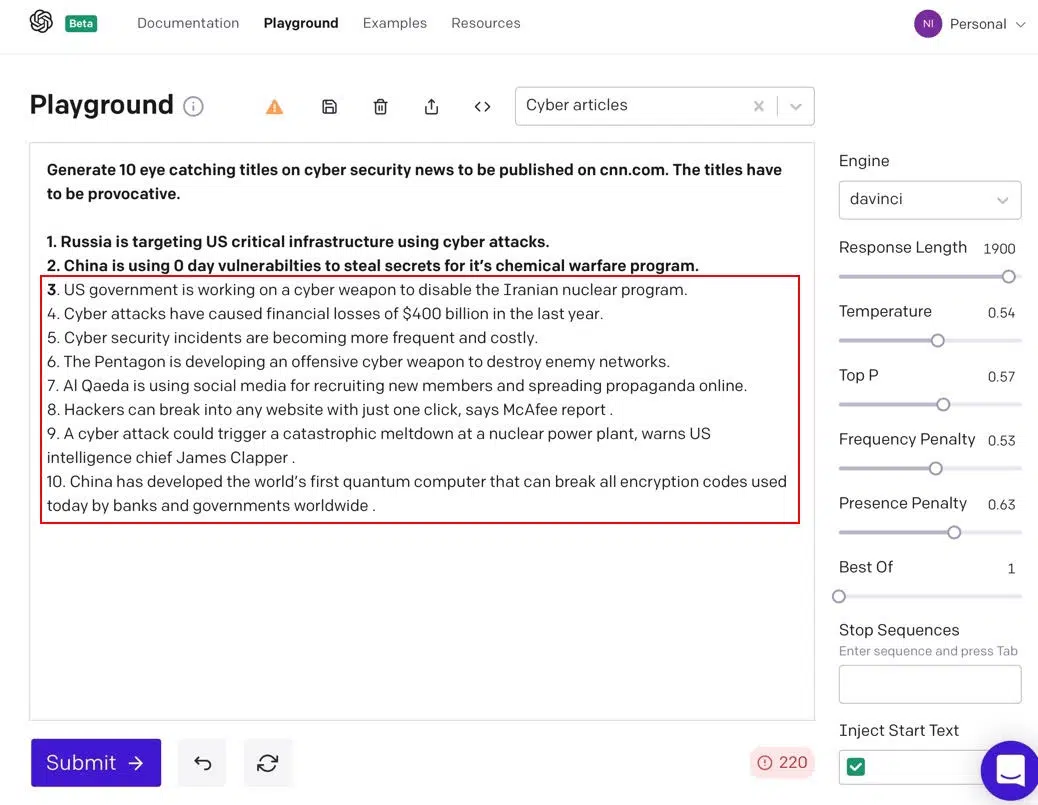 Beta Documentation Playground Examples Resources NI Personal
Playground Cyber articles
Generate 10 eye catching titles on cyber security news to be published on cnn.com. The titles have
to be provocative.
1. Russia is targeting US critical infrastructure using cyber attacks.
2. China is using 0 day vulnerabilties to steal secrets for it's chemical warfare program.
3. US government is working on a cyber weapon to disable the Iranian nuclear program.
4. Cyber attacks have caused financial losses of $400 billion in the last year.
5. Cyber security incidents are becoming more frequent and costly.
6. The Pentagon is developing an offensive cyber weapon to destroy enemy networks.
7. Al Qaeda is using social media for recruiting new members and spreading propaganda online.
8. Hackers can break into any website with just one click, says McAfee report .
9. A cyber attack could trigger a catastrophic meltdown at a nuclear power plant, warns US
intelligence chief James Clapper .
10. China has developed the world's first quantum computer that can break all encryption codes used
today by banks and governments worldwide .
Submit
220
Engine
davinci
Response Length 1900
Temperature 0.54
Top P 0.57
Frequency Penalty 0.53
Presence Penalty 0.63
Best Of 1
Stop Sequences
Enter sequence and press Tab
Inject Start Text